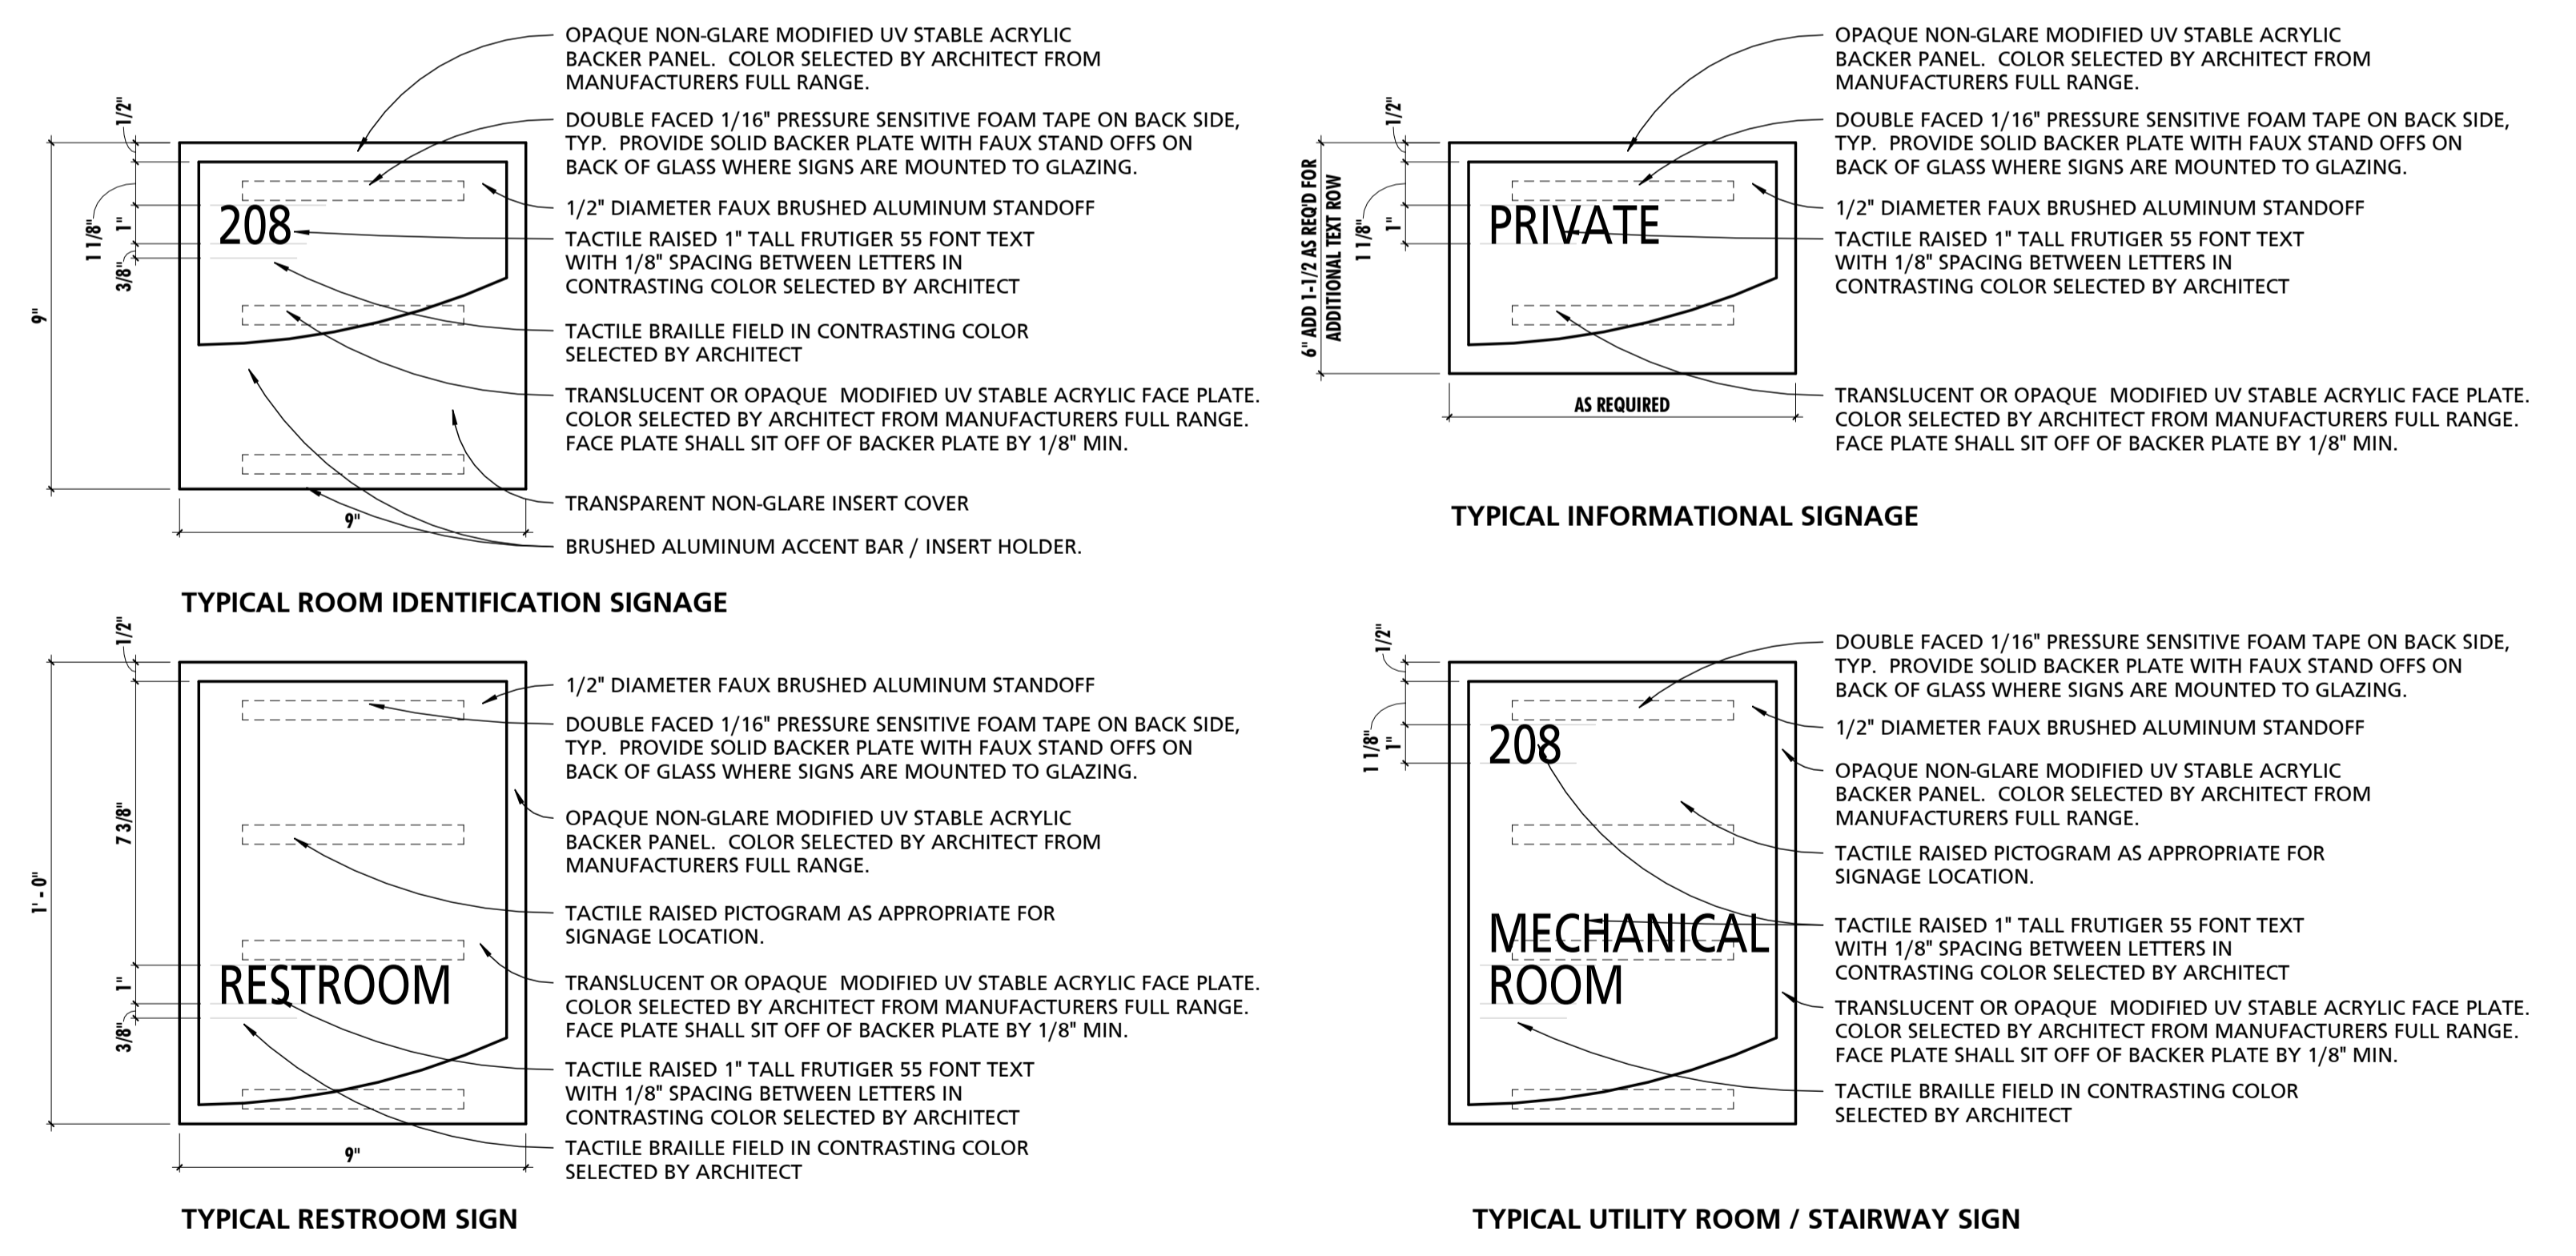 OPAQUE NON-GLARE MODIFIED UV STABLE ACRYLIC
BACKER PANEL.  COLOR SELECTED BY ARCHITECT FROM
MANUFACTURERS FULL RANGE.
DOUBLE FACED 1/16" PRESSURE SENSITIVE FOAM TAPE ON BACK SIDE,
TYP.  PROVIDE SOLID BACKER PLATE WITH FAUX STAND OFFS ON
BACK OF GLASS WHERE SIGNS ARE MOUNTED TO GLAZING.
1/2" DIAMETER FAUX BRUSHED ALUMINUM STANDOFF
TACTILE RAISED 1" TALL FRUTIGER 55 FONT TEXT
WITH 1/8" SPACING BETWEEN LETTERS IN
CONTRASTING COLOR SELECTED BY ARCHITECT
TACTILE BRAILLE FIELD IN CONTRASTING COLOR
SELECTED BY ARCHITECT
TRANSLUCENT OR OPAQUE  MODIFIED UV STABLE ACRYLIC FACE PLATE.
COLOR SELECTED BY ARCHITECT FROM MANUFACTURERS FULL RANGE.
FACE PLATE SHALL SIT OFF OF BACKER PLATE BY 1/8" MIN.
TRANSPARENT NON-GLARE INSERT COVER
BRUSHED ALUMINUM ACCENT BAR / INSERT HOLDER.
1/2"
1 1/8"
1"
3/8"
9"
208
9"
TYPICAL ROOM IDENTIFICATION SIGNAGE
OPAQUE NON-GLARE MODIFIED UV STABLE ACRYLIC
BACKER PANEL.  COLOR SELECTED BY ARCHITECT FROM
MANUFACTURERS FULL RANGE.
DOUBLE FACED 1/16" PRESSURE SENSITIVE FOAM TAPE ON BACK SIDE,
TYP.  PROVIDE SOLID BACKER PLATE WITH FAUX STAND OFFS ON
BACK OF GLASS WHERE SIGNS ARE MOUNTED TO GLAZING.
1/2" DIAMETER FAUX BRUSHED ALUMINUM STANDOFF
TACTILE RAISED 1" TALL FRUTIGER 55 FONT TEXT
WITH 1/8" SPACING BETWEEN LETTERS IN
CONTRASTING COLOR SELECTED BY ARCHITECT
TRANSLUCENT OR OPAQUE  MODIFIED UV STABLE ACRYLIC FACE PLATE.
COLOR SELECTED BY ARCHITECT FROM MANUFACTURERS FULL RANGE.
FACE PLATE SHALL SIT OFF OF BACKER PLATE BY 1/8" MIN.
1/2"
1 1/8"
1"
6" ADD 1-1/2 AS REQ'D FOR
ADDITIONAL TEXT ROW
PRIVATE
AS REQUIRED
TYPICAL INFORMATIONAL SIGNAGE
1/2" DIAMETER FAUX BRUSHED ALUMINUM STANDOFF
DOUBLE FACED 1/16" PRESSURE SENSITIVE FOAM TAPE ON BACK SIDE,
TYP.  PROVIDE SOLID BACKER PLATE WITH FAUX STAND OFFS ON
BACK OF GLASS WHERE SIGNS ARE MOUNTED TO GLAZING.
OPAQUE NON-GLARE MODIFIED UV STABLE ACRYLIC
BACKER PANEL.  COLOR SELECTED BY ARCHITECT FROM
MANUFACTURERS FULL RANGE.
TACTILE RAISED PICTOGRAM AS APPROPRIATE FOR
SIGNAGE LOCATION.
TRANSLUCENT OR OPAQUE  MODIFIED UV STABLE ACRYLIC FACE PLATE.
COLOR SELECTED BY ARCHITECT FROM MANUFACTURERS FULL RANGE.
FACE PLATE SHALL SIT OFF OF BACKER PLATE BY 1/8" MIN.
TACTILE RAISED 1" TALL FRUTIGER 55 FONT TEXT
WITH 1/8" SPACING BETWEEN LETTERS IN
CONTRASTING COLOR SELECTED BY ARCHITECT
TACTILE BRAILLE FIELD IN CONTRASTING COLOR
SELECTED BY ARCHITECT
1/2"
7 3/8"
1"
3/8"
1' - 0"
RESTROOM
9"
TYPICAL RESTROOM SIGN
DOUBLE FACED 1/16" PRESSURE SENSITIVE FOAM TAPE ON BACK SIDE,
TYP.  PROVIDE SOLID BACKER PLATE WITH FAUX STAND OFFS ON
BACK OF GLASS WHERE SIGNS ARE MOUNTED TO GLAZING.
1/2" DIAMETER FAUX BRUSHED ALUMINUM STANDOFF
OPAQUE NON-GLARE MODIFIED UV STABLE ACRYLIC
BACKER PANEL.  COLOR SELECTED BY ARCHITECT FROM
MANUFACTURERS FULL RANGE.
TACTILE RAISED PICTOGRAM AS APPROPRIATE FOR
SIGNAGE LOCATION.
TACTILE RAISED 1" TALL FRUTIGER 55 FONT TEXT
WITH 1/8" SPACING BETWEEN LETTERS IN
CONTRASTING COLOR SELECTED BY ARCHITECT
TRANSLUCENT OR OPAQUE  MODIFIED UV STABLE ACRYLIC FACE PLATE.
COLOR SELECTED BY ARCHITECT FROM MANUFACTURERS FULL RANGE.
FACE PLATE SHALL SIT OFF OF BACKER PLATE BY 1/8" MIN.
TACTILE BRAILLE FIELD IN CONTRASTING COLOR
SELECTED BY ARCHITECT
1/2"
1 1/8"
1"
208
MECHANICAL
ROOM
TYPICAL UTILITY ROOM / STAIRWAY SIGN